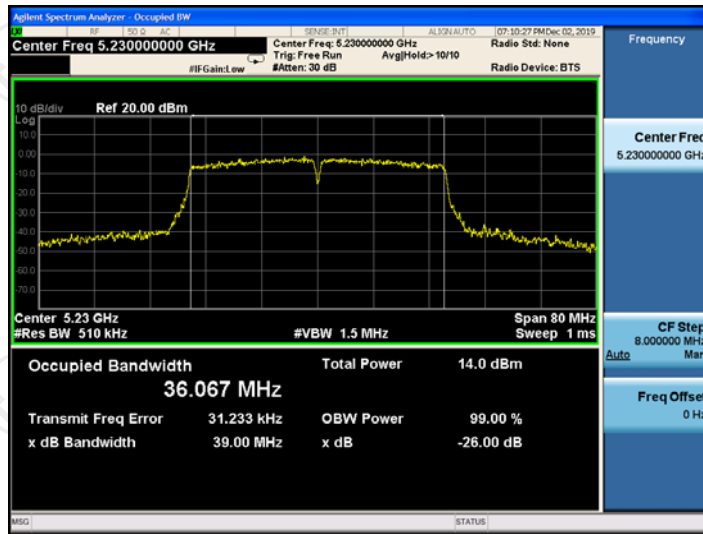 Agilent Spectrum Analyzer - Occupied BW
LXI RF 50 Ω AC SENSE:INT ALIGN AUTO 07:10:27 PM Dec 02, 2019
Center Freq 5.230000000 GHz
Center Freq: 5.230000000 GHz Radio Std: None
Trig: Free Run Avg|Hold:> 10/10
#IFGain:Low #Atten: 30 dB Radio Device: BTS
Frequency
10 dB/div Ref 20.00 dBm
Log
10.0
0.00
-10.0
-20.0
-30.0
-40.0
-50.0
-60.0
-70.0
Center 5.23 GHz Span 80 MHz
#Res BW 510 kHz #VBW 1.5 MHz Sweep 1 ms
Occupied Bandwidth Total Power 14.0 dBm
36.067 MHz
Transmit Freq Error 31.233 kHz OBW Power 99.00 %
x dB Bandwidth 39.00 MHz x dB -26.00 dB
Center Freq
5.230000000 GHz
CF Step
8.000000 MHz
Auto Man
Freq Offset
0 Hz
MSG STATUS